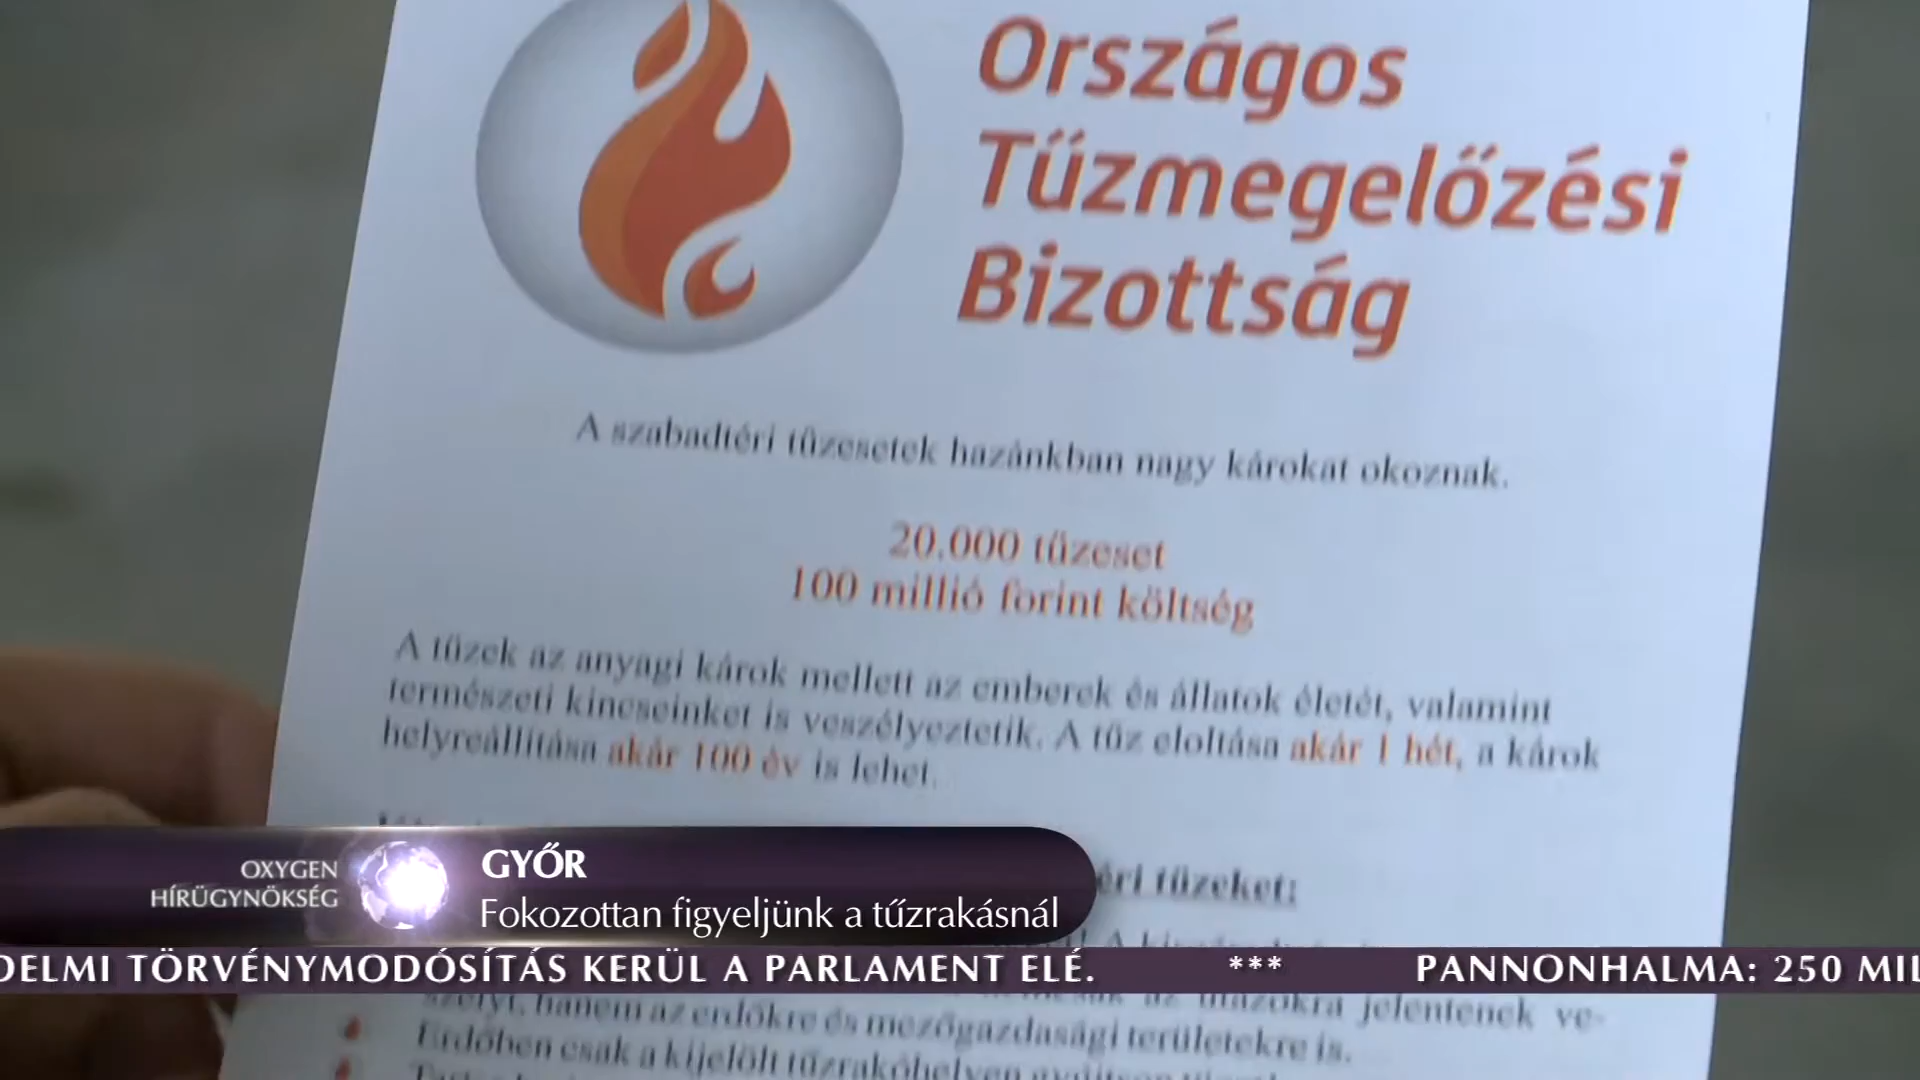 Országos
Tűzmegelőzési
Bizottság
A szabadtéri tűzesetek hazánkban nagy károkat okoznak.
20.000 tűzeset
100 millió forint költség
A tüzek az anyagi károk mellett az emberek és állatok életét, valamint
természeti kincseinket is veszélyeztetik. A tűz eloltása akár 1 hét, a károk
helyreállítása akár 100 év is lehet.
éri tüzeket:
OXYGEN
HÍRÜGYNÖKSÉG
GYŐR
Fokozottan figyeljünk a tűzrakásnál
DELMI TÖRVÉNYMODÓSÍTÁS KERÜL A PARLAMENT ELÉ. *** PANNONHALMA: 250 MIL
szélyt, hanem az erdőkre és mezőgazdasági területekre is.
Erdőben csak a kijelölt tűzrakóhelyen